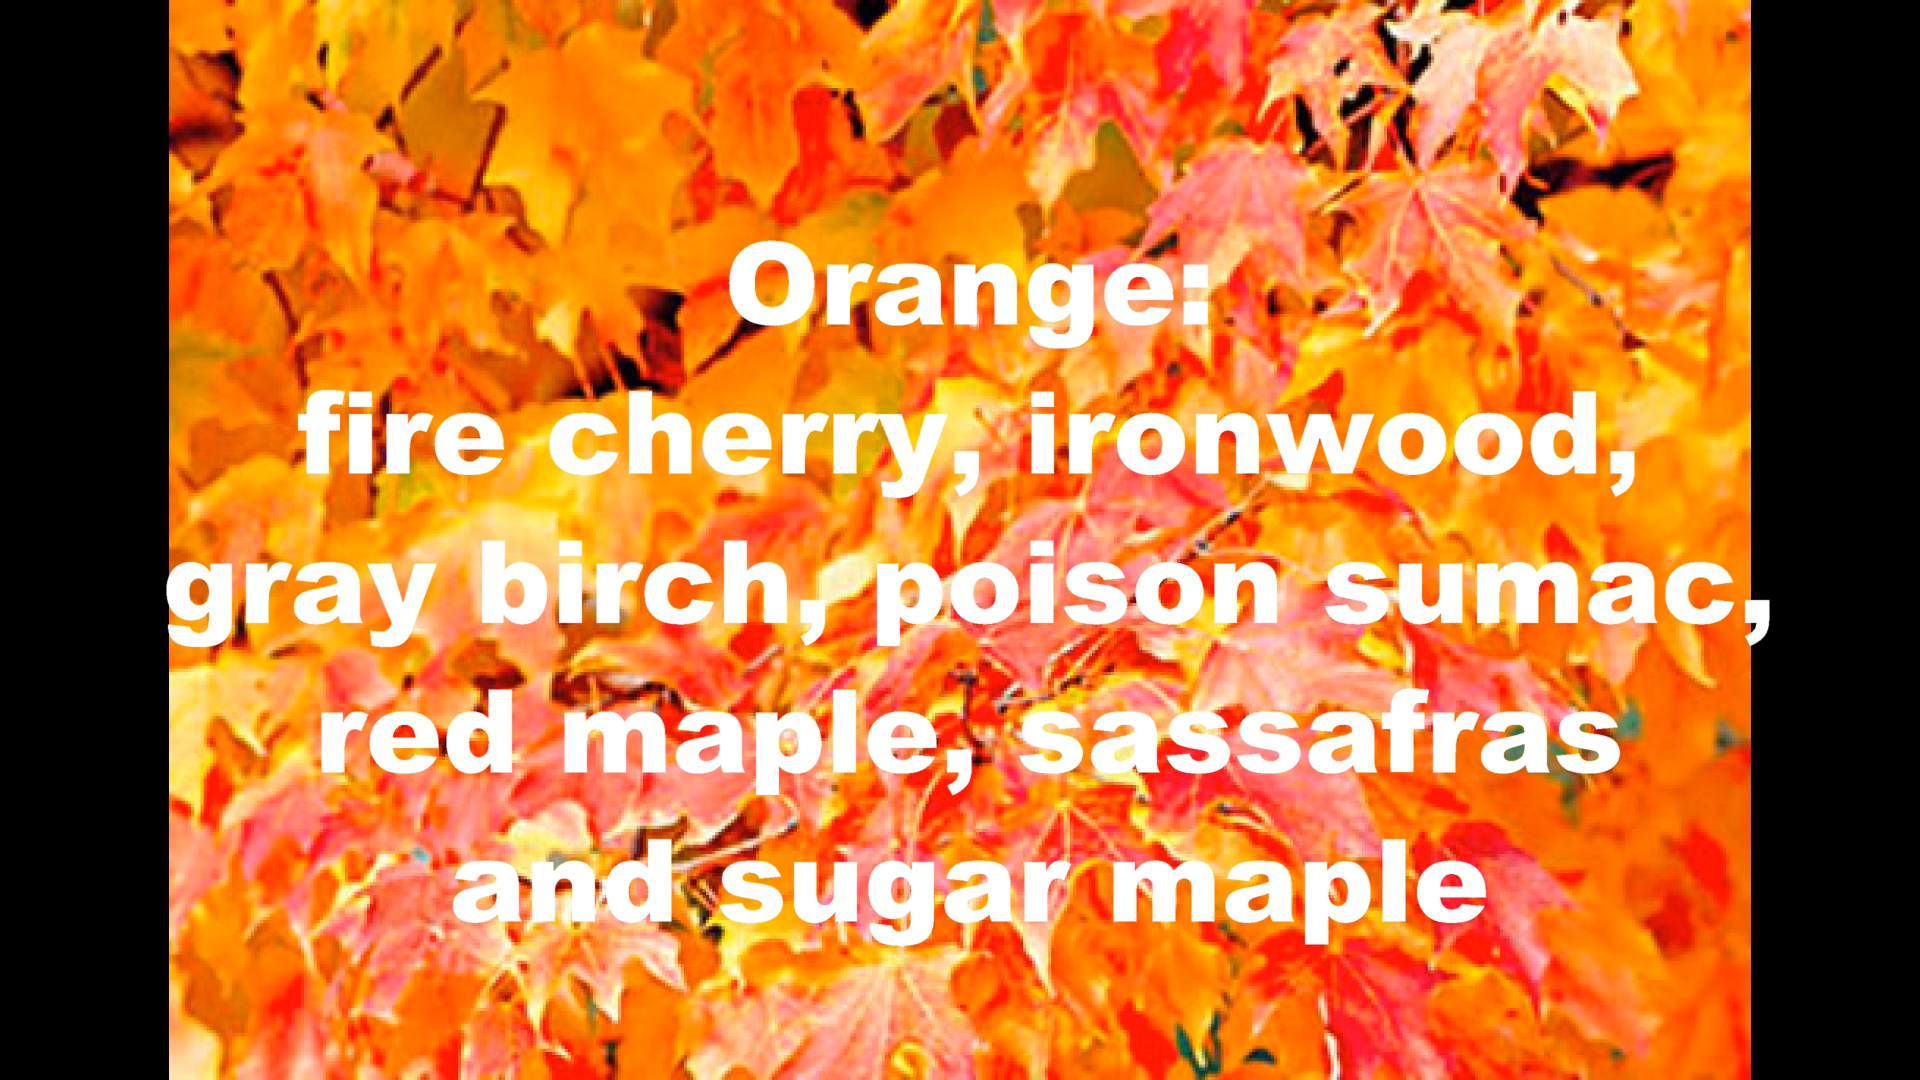 Orange:
fire cherry, ironwood,
gray birch, poison sumac,
red maple, sassafras
and sugar maple